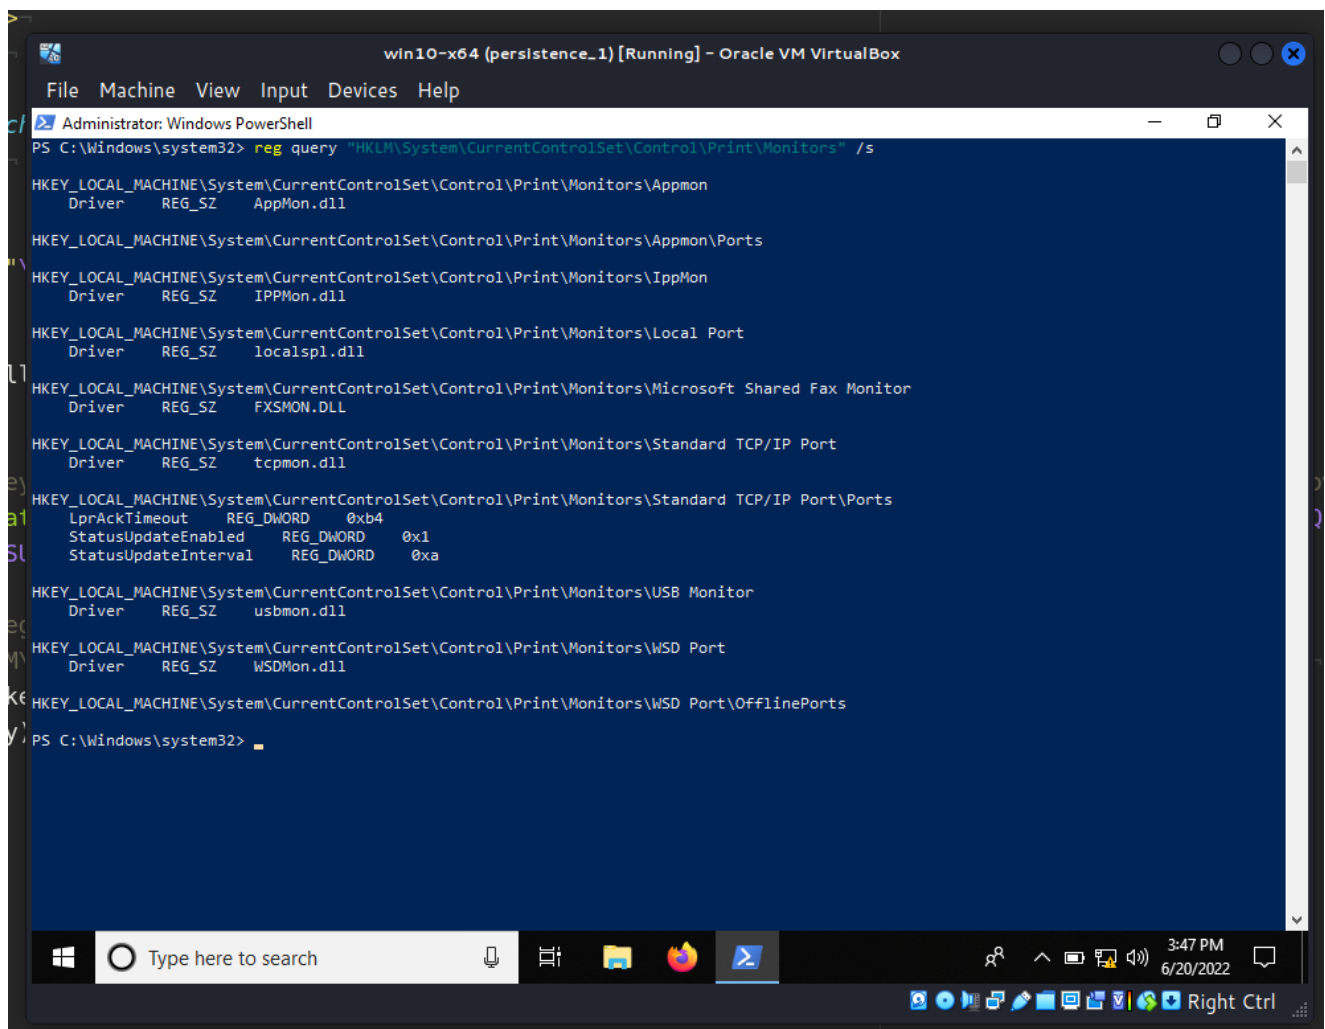 win10-x64 (persistence_1) [Running] - Oracle VM VirtualBox
File Machine View Input Devices Help
Administrator: Windows PowerShell
PS C:\Windows\system32> reg query "HKLM\System\CurrentControlSet\Control\Print\Monitors" /s
HKEY_LOCAL_MACHINE\System\CurrentControlSet\Control\Print\Monitors\Appmon
Driver REG_SZ AppMon.dll
HKEY_LOCAL_MACHINE\System\CurrentControlSet\Control\Print\Monitors\Appmon\Ports
HKEY_LOCAL_MACHINE\System\CurrentControlSet\Control\Print\Monitors\IppMon
Driver REG_SZ IPPMon.dll
HKEY_LOCAL_MACHINE\System\CurrentControlSet\Control\Print\Monitors\Local Port
Driver REG_SZ localspl.dll
HKEY_LOCAL_MACHINE\System\CurrentControlSet\Control\Print\Monitors\Microsoft Shared Fax Monitor
Driver REG_SZ FXSMON.DLL
HKEY_LOCAL_MACHINE\System\CurrentControlSet\Control\Print\Monitors\Standard TCP/IP Port
Driver REG_SZ tcpmon.dll
HKEY_LOCAL_MACHINE\System\CurrentControlSet\Control\Print\Monitors\Standard TCP/IP Port\Ports
LprAckTimeout REG_DWORD 0xb4
StatusUpdateEnabled REG_DWORD 0x1
StatusUpdateInterval REG_DWORD 0xa
HKEY_LOCAL_MACHINE\System\CurrentControlSet\Control\Print\Monitors\USB Monitor
Driver REG_SZ usbmon.dll
HKEY_LOCAL_MACHINE\System\CurrentControlSet\Control\Print\Monitors\WSD Port
Driver REG_SZ WSDMon.dll
HKEY_LOCAL_MACHINE\System\CurrentControlSet\Control\Print\Monitors\WSD Port\OfflinePorts
PS C:\Windows\system32>
Type here to search
3:47 PM
6/20/2022
Right Ctrl